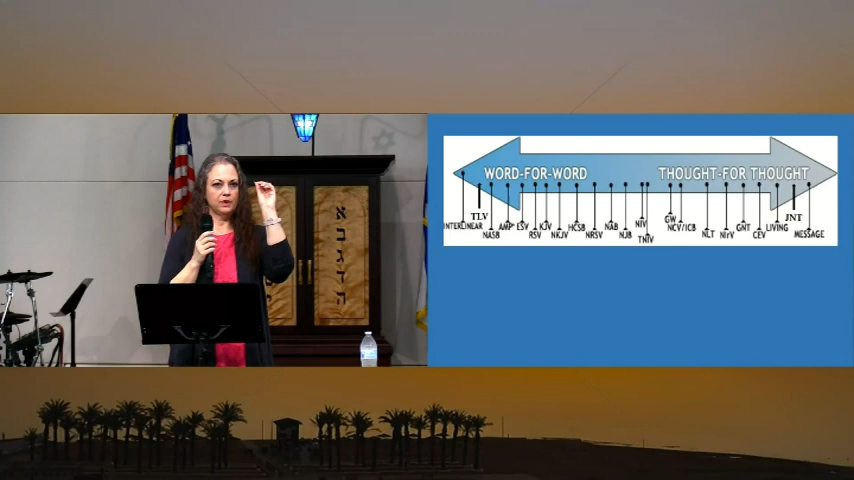 א
ב
ג
ד
ה
WORD-FOR-WORD THOUGHT-FOR THOUGHT
INTERLINEAR TLV NASB AMP ESV RSV KJV NKJV HCSB NRSV NAB NJB NIV TNIV GW NCV/ICB NLT NIrV GNT CEV LIVING JNT MESSAGE